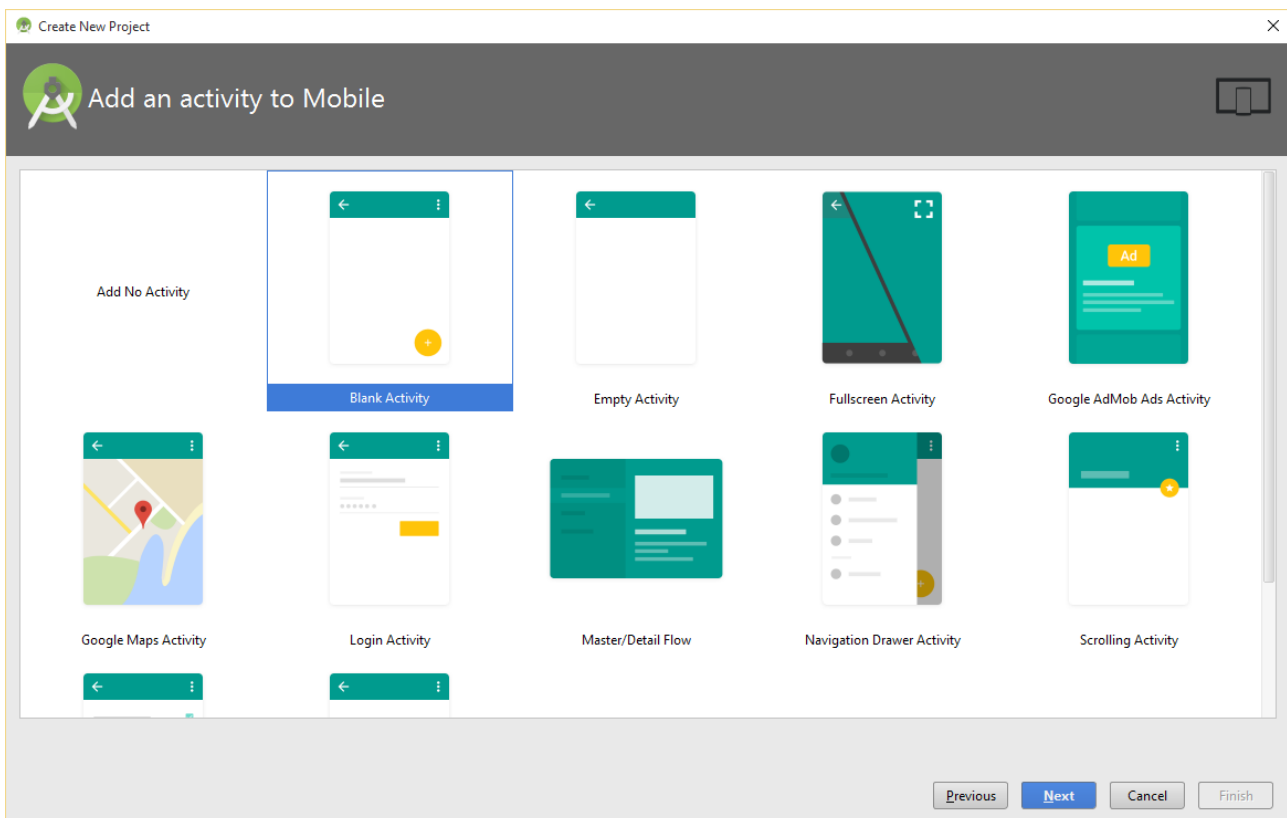 Create New Project
Add an activity to Mobile
Add No Activity
Ad
Blank Activity
Empty Activity
Fullscreen Activity
Google AdMob Ads Activity
Google Maps Activity
Login Activity
Master/Detail Flow
Navigation Drawer Activity
Scrolling Activity
Previous
Next
Cancel
Finish